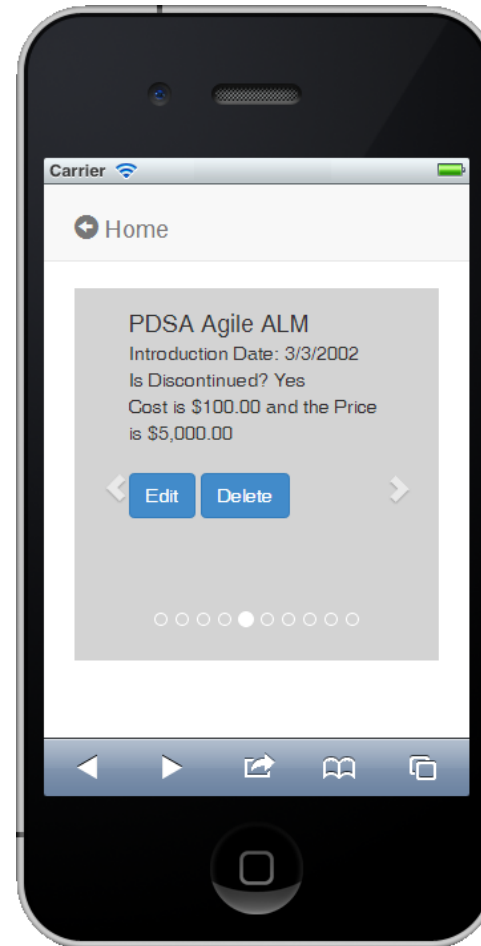 Carrier
Home
PDSA Agile ALM
Introduction Date: 3/3/2002
Is Discontinued? Yes
Cost is $100.00 and the Price
is $5,000.00
Edit Delete